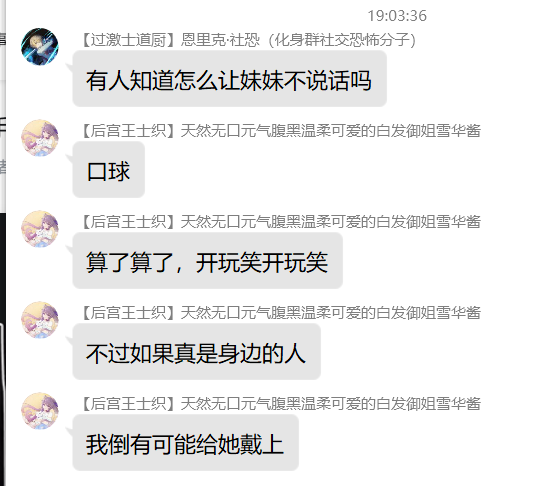 19:03:36
【过激士道厨】恩里克·社恐（化身群社交恐怖分子）
有人知道怎么让妹妹不说话吗
【后宫王士织】天然无口元气腹黑温柔可爱的白发御姐雪华酱
口球
【后宫王士织】天然无口元气腹黑温柔可爱的白发御姐雪华酱
算了算了，开玩笑开玩笑
【后宫王士织】天然无口元气腹黑温柔可爱的白发御姐雪华酱
不过如果真是身边的人
【后宫王士织】天然无口元气腹黑温柔可爱的白发御姐雪华酱
我倒有可能给她戴上